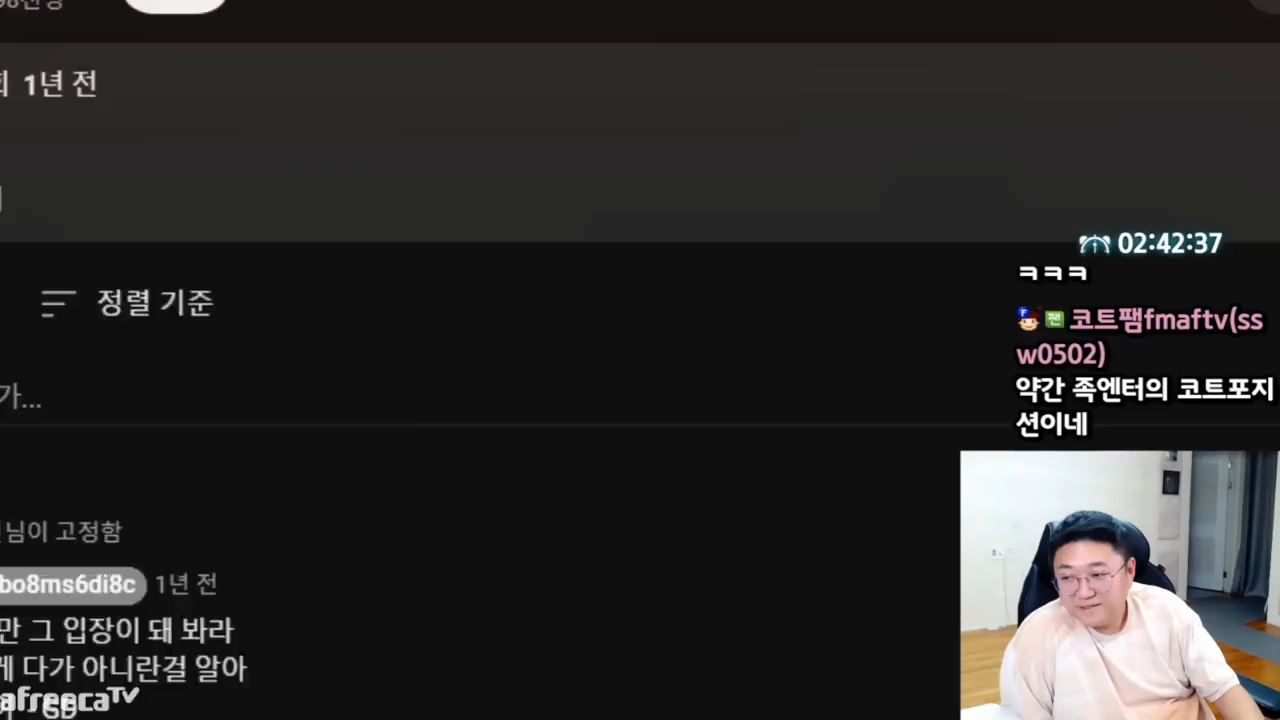 1년 전
정렬 기준
가...
님이 고정함
bo8ms6di8c 1년 전
만 그 입장이 돼 봐라
게 다가 아니란걸 알아
afreecaTV
GD
02:42:37
ㅋㅋㅋ
코트팸fmaftv(ss
w0502)
약간 족엔터의 코트포지
션이네